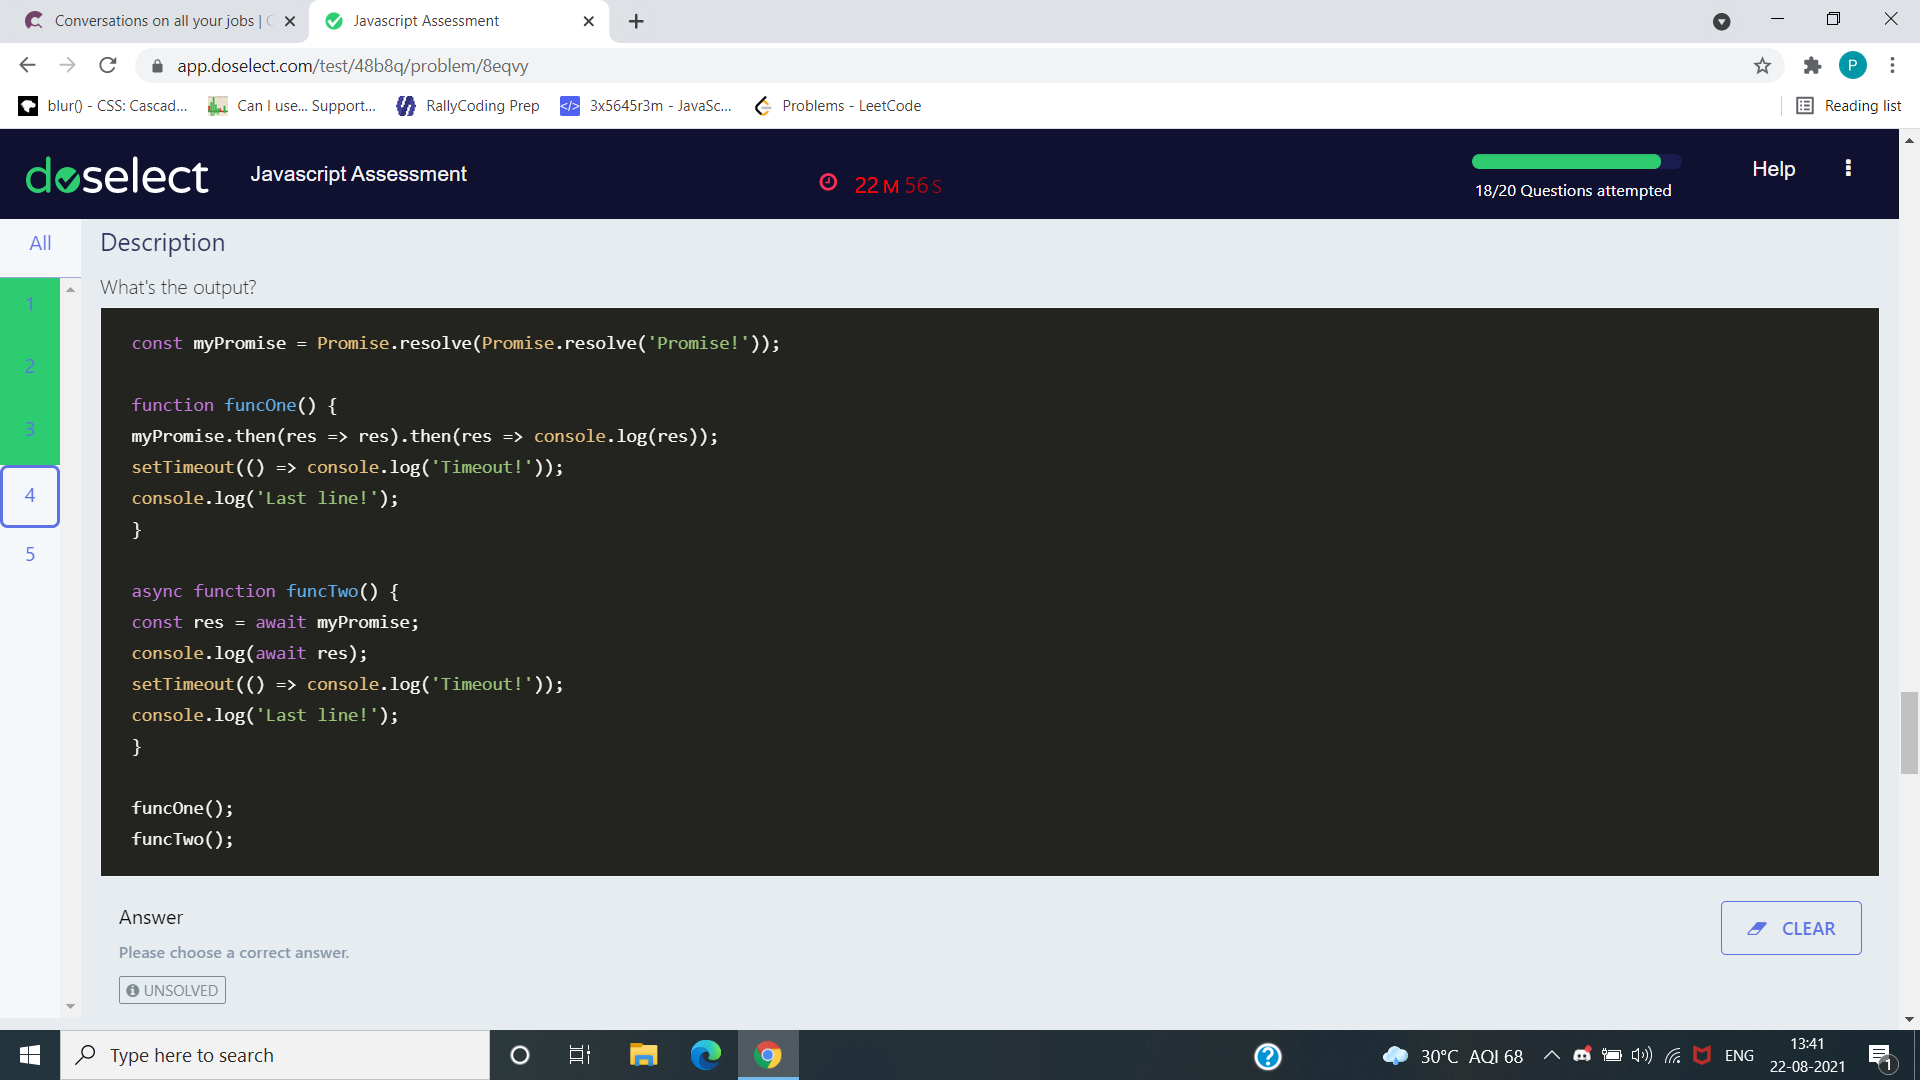 Conversations on all your jobs | C
Javascript Assessment
app.doselect.com/test/48b8q/problem/8eqvy
P
blur() - CSS: Cascad...
Can I use... Support...
RallyCoding Prep
3x5645r3m - JavaSc...
Problems - LeetCode
Reading list
doselect
Javascript Assessment
22 M 56 S
18/20 Questions attempted
Help
All
1
2
3
4
5
Description
What's the output?
const myPromise = Promise.resolve(Promise.resolve('Promise!'));
function funcOne() {
myPromise.then(res => res).then(res => console.log(res));
setTimeout(() => console.log('Timeout!'));
console.log('Last line!');
}
async function funcTwo() {
const res = await myPromise;
console.log(await res);
setTimeout(() => console.log('Timeout!'));
console.log('Last line!');
}
funcOne();
funcTwo();
Answer
Please choose a correct answer.
UNSOLVED
CLEAR
Type here to search
30°C AQI 68
ENG
13:41
22-08-2021
1